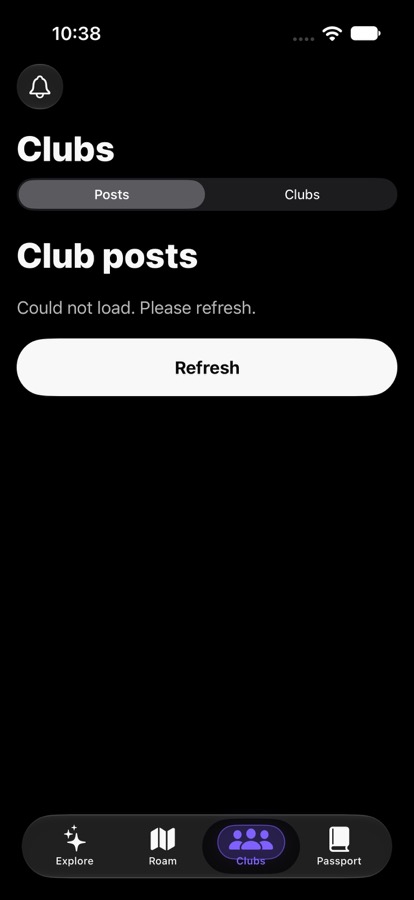 10:38
Clubs
Posts
Clubs
Club posts
Could not load. Please refresh.
Refresh
Explore
Roam
Clubs
Passport